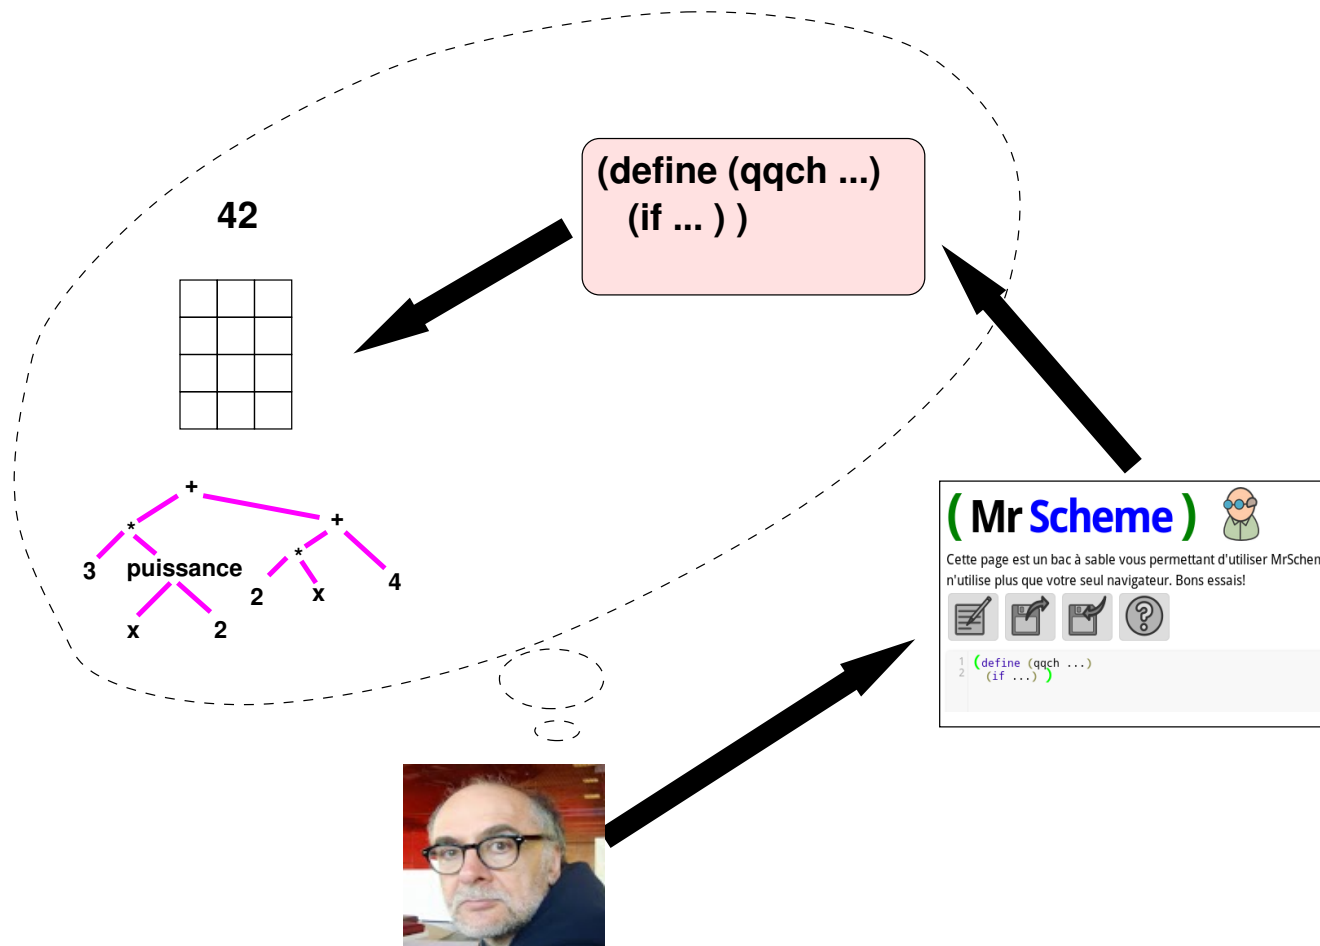 (define (qqch ...)
(if ... ) )
42
+
+
*
*
3
puissance
2
x
4
x
2
( Mr Scheme )
Cette page est un bac à sable vous permettant d'utiliser MrSchem
n'utilise plus que votre seul navigateur. Bons essais!
?
1 (define (qqch ...)
2 (if ...) )